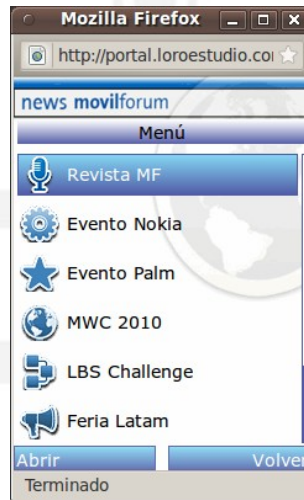 Mozilla Firefox
http://portal.loroestudio.co
news movilforum
Menú
Revista MF
Evento Nokia
Evento Palm
MWC 2010
LBS Challenge
Feria Latam
Abrir Volver
Terminado